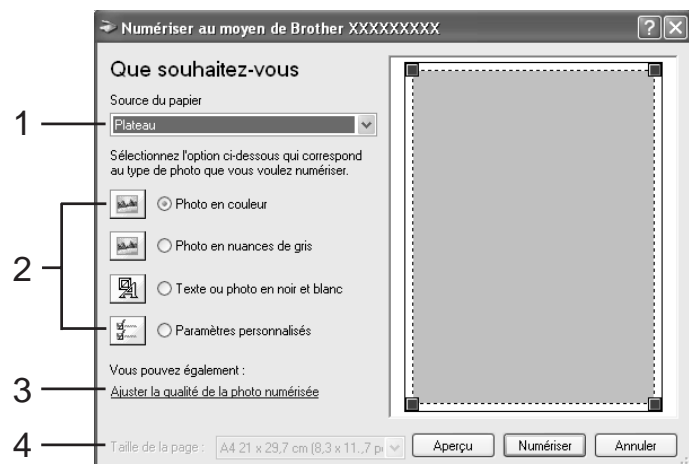 Numériser au moyen de Brother XXXXXXXXX
Que souhaitez-vous
Source du papier
1
Plateau
Sélectionnez l'option ci-dessous qui correspond
au type de photo que vous voulez numériser.
2
Photo en couleur
Photo en nuances de gris
Texte ou photo en noir et blanc
Paramètres personnalisés
Vous pouvez également :
3
Ajuster la qualité de la photo numérisée
4
Taille de la page : A4 21 x 29,7 cm (8,3 x 11.,7 p
Aperçu Numériser Annuler